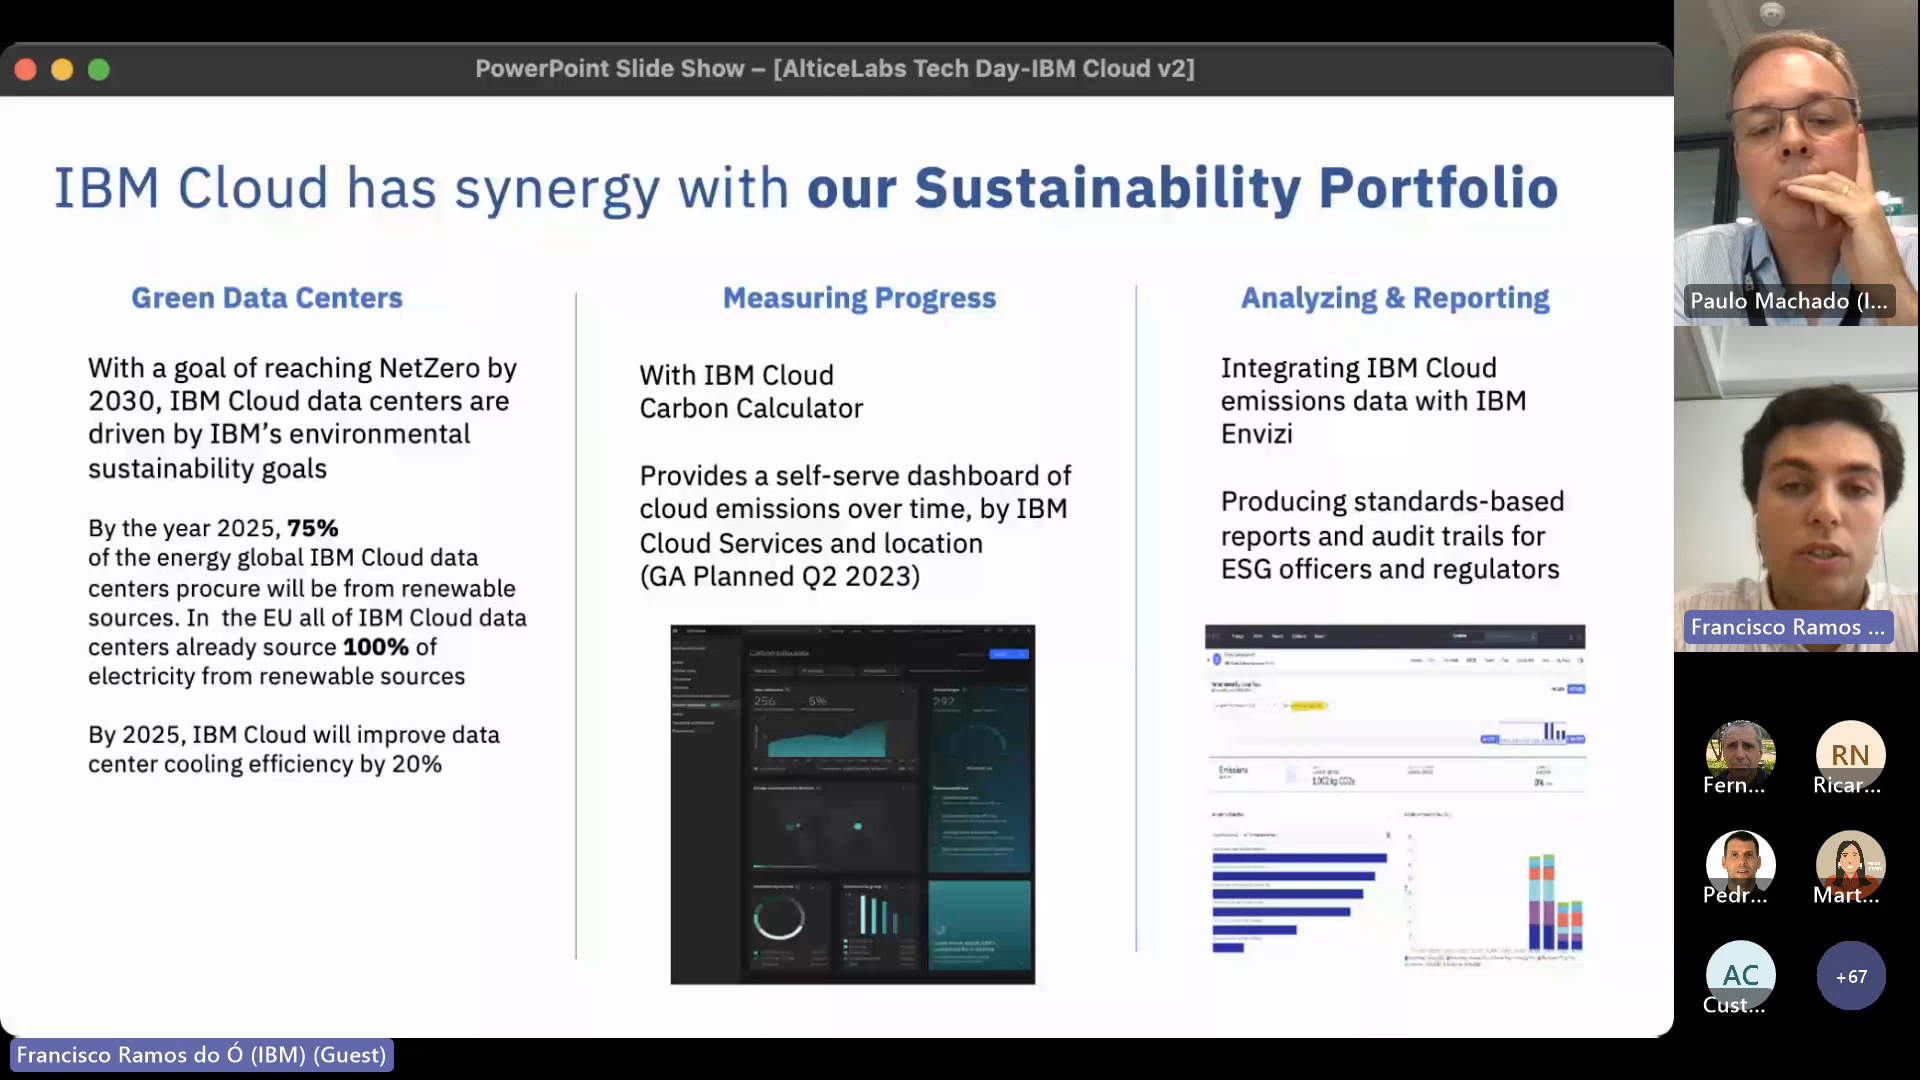 PowerPoint Slide Show – [AlticeLabs Tech Day-IBM Cloud v2]
IBM Cloud has synergy with our Sustainability Portfolio
Green Data Centers
With a goal of reaching NetZero by
2030, IBM Cloud data centers are
driven by IBM’s environmental
sustainability goals
By the year 2025, 75%
of the energy global IBM Cloud data
centers procure will be from renewable
sources. In the EU all of IBM Cloud data
centers already source 100% of
electricity from renewable sources
By 2025, IBM Cloud will improve data
center cooling efficiency by 20%
Measuring Progress
With IBM Cloud
Carbon Calculator
Provides a self-serve dashboard of
cloud emissions over time, by IBM
Cloud Services and location
(GA Planned Q2 2023)
Carbon calculator
256
5%
292
Analyzing & Reporting
Integrating IBM Cloud
emissions data with IBM
Envizi
Producing standards-based
reports and audit trails for
ESG officers and regulators
Emissions
Paulo Machado (I...
Francisco Ramos ...
Fern...
RN
Ricar...
Pedr...
Mart...
AC
Cust...
+67
Francisco Ramos do Ó (IBM) (Guest)